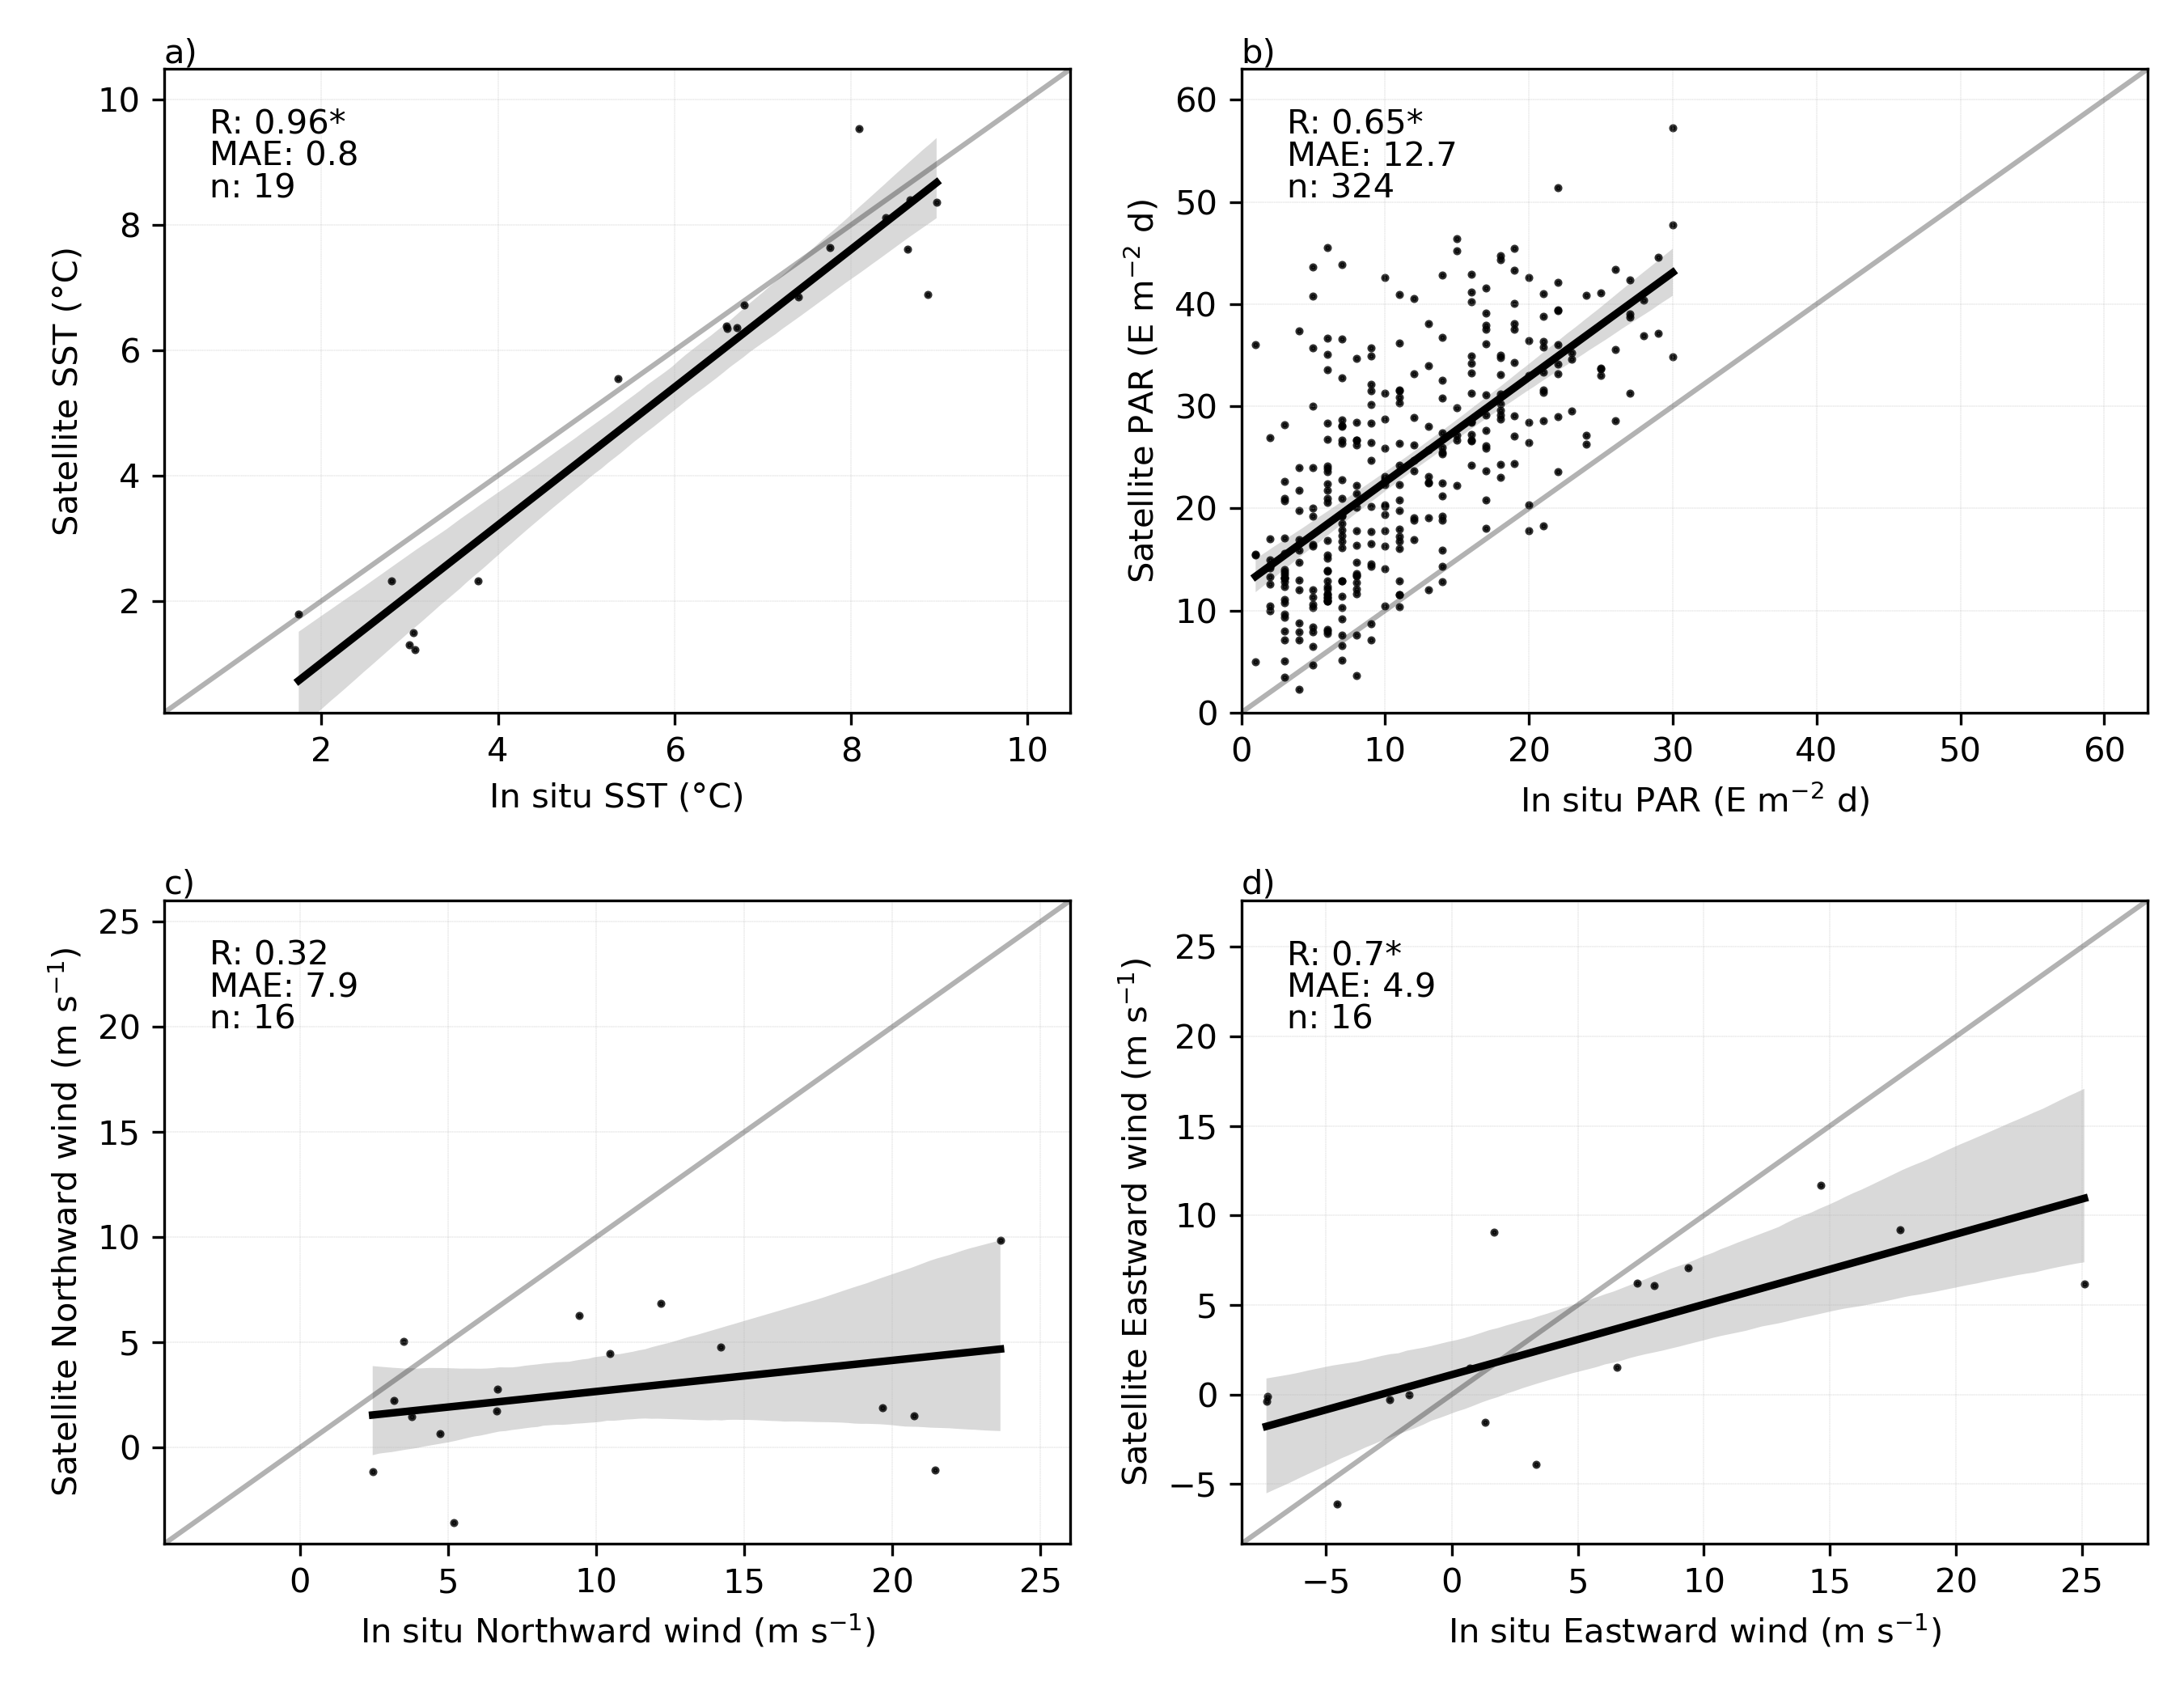 a)
R: 0.96*
MAE: 0.8
n: 19
10
8
6
4
2
Satellite SST (°C)
2 4 6 8 10
In situ SST (°C)
b)
R: 0.65*
MAE: 12.7
n: 324
60
50
40
30
20
10
0
Satellite PAR (E m⁻² d)
0 10 20 30 40 50 60
In situ PAR (E m⁻² d)
c)
R: 0.32
MAE: 7.9
n: 16
25
20
15
10
5
0
Satellite Northward wind (m s⁻¹)
0 5 10 15 20 25
In situ Northward wind (m s⁻¹)
d)
R: 0.7*
MAE: 4.9
n: 16
25
20
15
10
5
0
−5
Satellite Eastward wind (m s⁻¹)
−5 0 5 10 15 20 25
In situ Eastward wind (m s⁻¹)